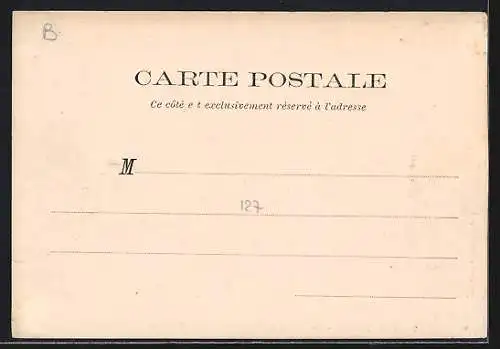 B
CARTE POSTALE
Ce côté e t exclusivement réservé à l'adresse
M
127